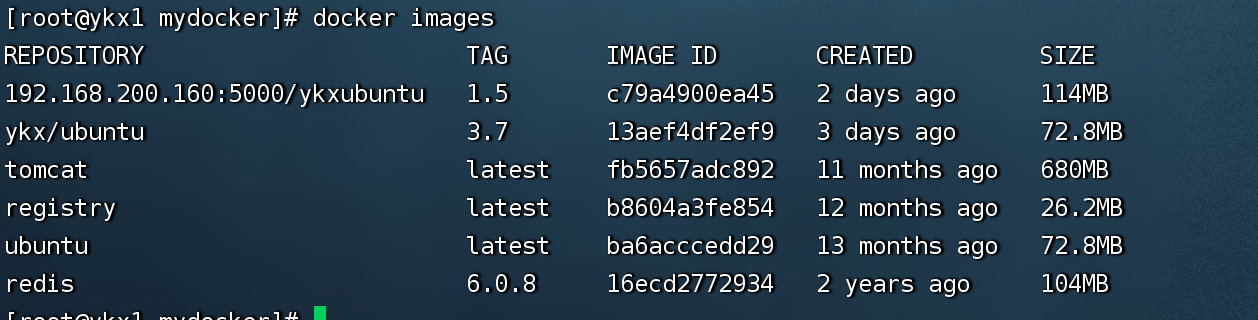 [root@ykx1 mydocker]# docker images
REPOSITORY TAG IMAGE ID CREATED SIZE
192.168.200.160:5000/ykxubuntu 1.5 c79a4900ea45 2 days ago 114MB
ykx/ubuntu 3.7 13aef4df2ef9 3 days ago 72.8MB
tomcat latest fb5657adc892 11 months ago 680MB
registry latest b8604a3fe854 12 months ago 26.2MB
ubuntu latest ba6acccedd29 13 months ago 72.8MB
redis 6.0.8 16ecd2772934 2 years ago 104MB
[root@ykx1 mydocker]#